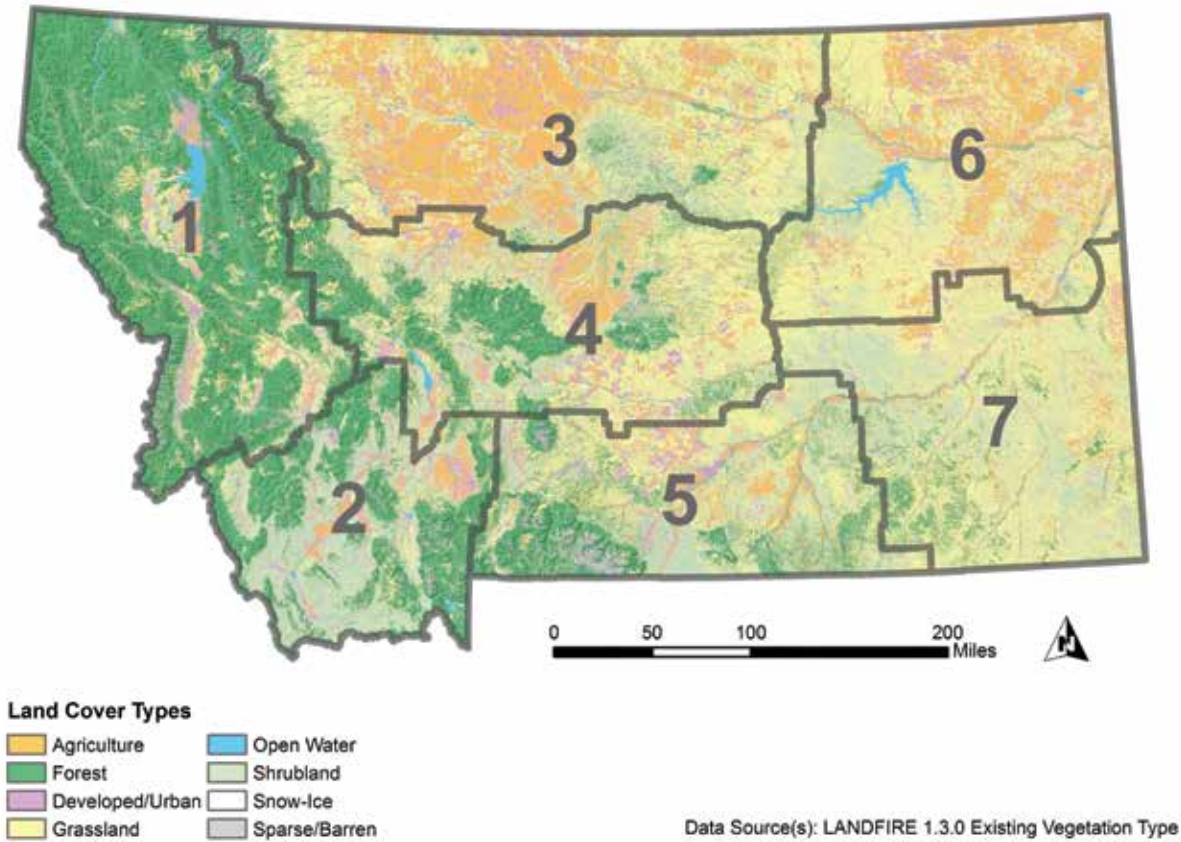 3
6
1
4
7
5
2
0 50 100 200
Miles
N
Land Cover Types
Agriculture
Forest
Developed/Urban
Grassland
Open Water
Shrubland
Snow-Ice
Sparse/Barren
Data Source(s): LANDFIRE 1.3.0 Existing Vegetation Type